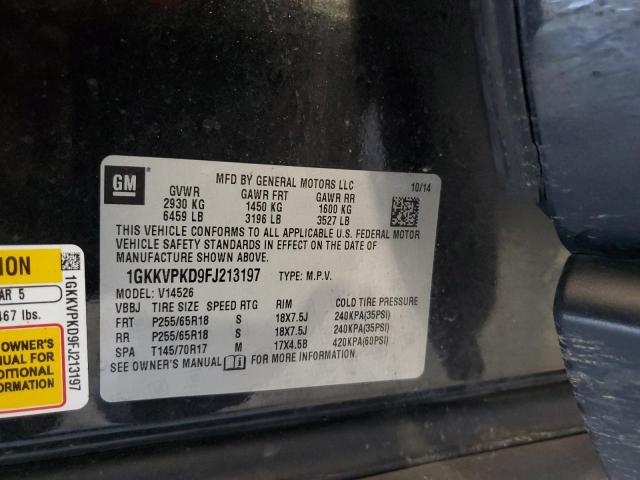 GM
MFD BY GENERAL MOTORS LLC
10/14
GVWR GAWR FRT GAWR RR
2930 KG 1450 KG 1600 KG
6459 LB 3196 LB 3527 LB
THIS VEHICLE CONFORMS TO ALL APPLICABLE U.S. FEDERAL MOTOR
VEHICLE SAFETY STANDARDS IN EFFECT ON THE DATE OF
MANUFACTURE SHOWN ABOVE.
1GKKVPKD9FJ213197 TYPE: M.P.V.
MODEL: V14526
VBBJ TIRE SIZE SPEED RTG RIM COLD TIRE PRESSURE
FRT P255/65R18 S 18X7.5J 240KPA(35PSI)
RR P255/65R18 S 18X7.5J 240KPA(35PSI)
SPA T145/70R17 M 17X4.5B 420KPA(60PSI)
SEE OWNER'S MANUAL FOR MORE INFORMATION
ION
AR 5
467 lbs.
SEE OWNER'S
MANUAL FOR
ADDITIONAL
INFORMATION
1GKKVPKD9FJ213197